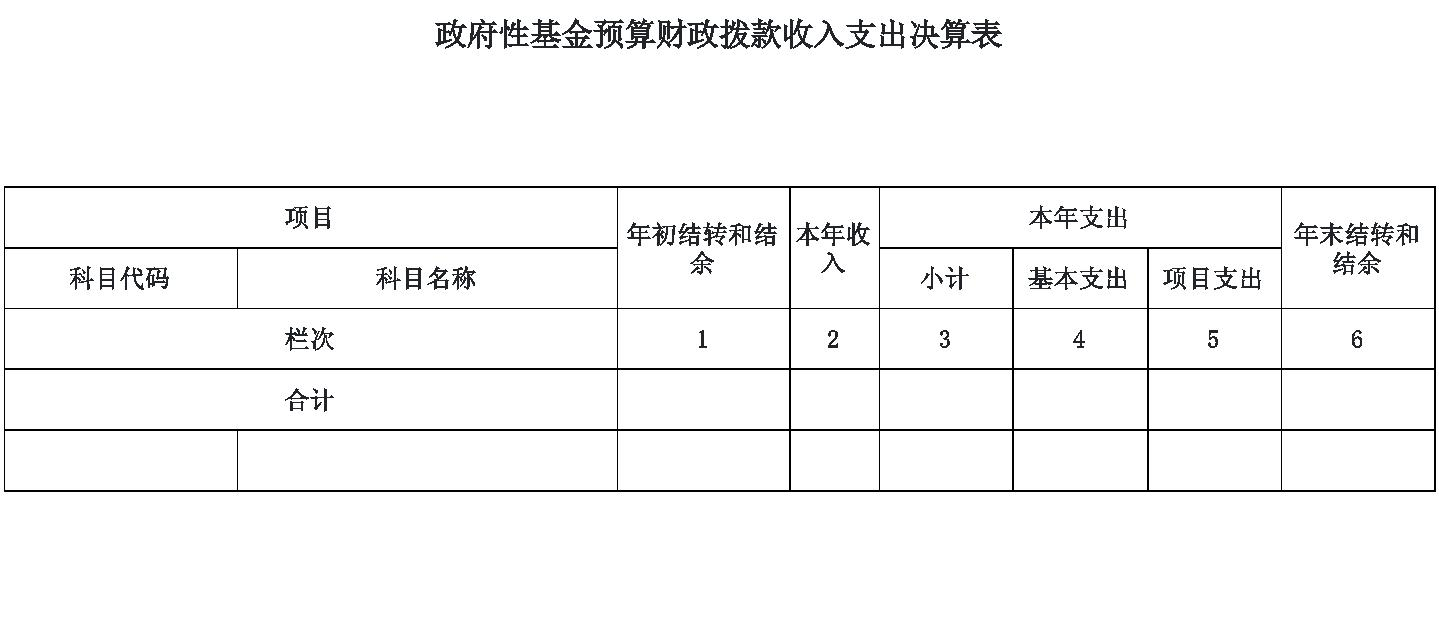 政府性基金预算财政拨款收入支出决算表
项目
年初结转和结
余
本年收
入
本年支出
年末结转和
结余
科目代码
科目名称
小计
基本支出
项目支出
栏次
1
2
3
4
5
6
合计